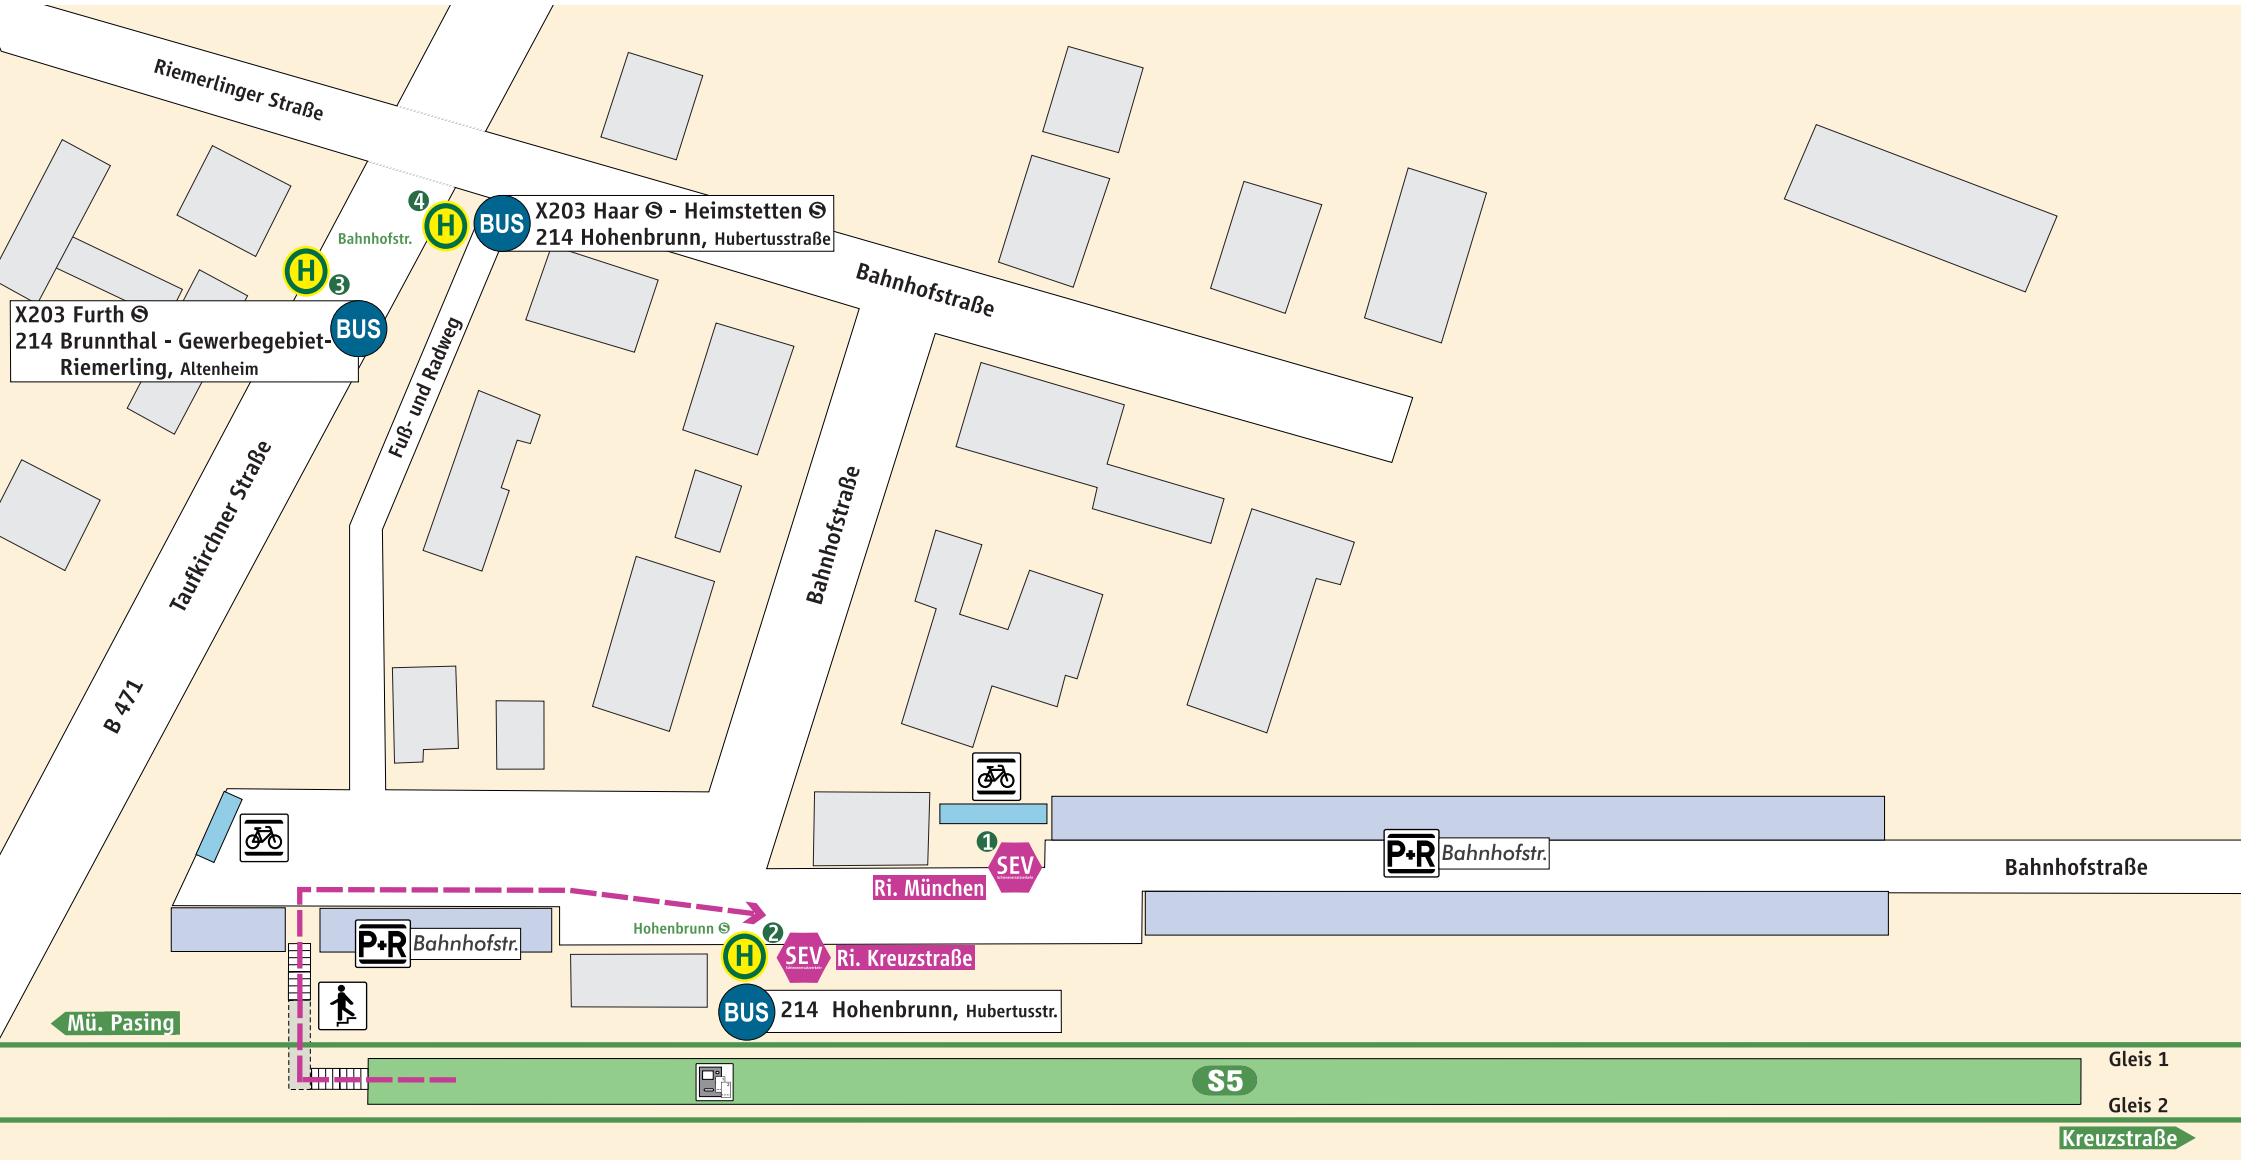 Riemerlinger Straße
4
H
BUS
X203 Haar S - Heimstetten S
214 Hohenbrunn, Hubertusstraße
Bahnhofstr.
H
3
X203 Furth S
214 Brunnthal - Gewerbegebiet-
Riemerling, Altenheim
BUS
Bahnhofstraße
Fuß- und Radweg
Taufkirchner Straße
Bahnhofstraße
B 471
1
SEV
Ri. München
P+R Bahnhofstr.
Bahnhofstraße
Hohenbrunn S
2
H
SEV
Ri. Kreuzstraße
P+R Bahnhofstr.
BUS
214 Hohenbrunn, Hubertusstr.
Mü. Pasing
Gleis 1
S5
Gleis 2
Kreuzstraße